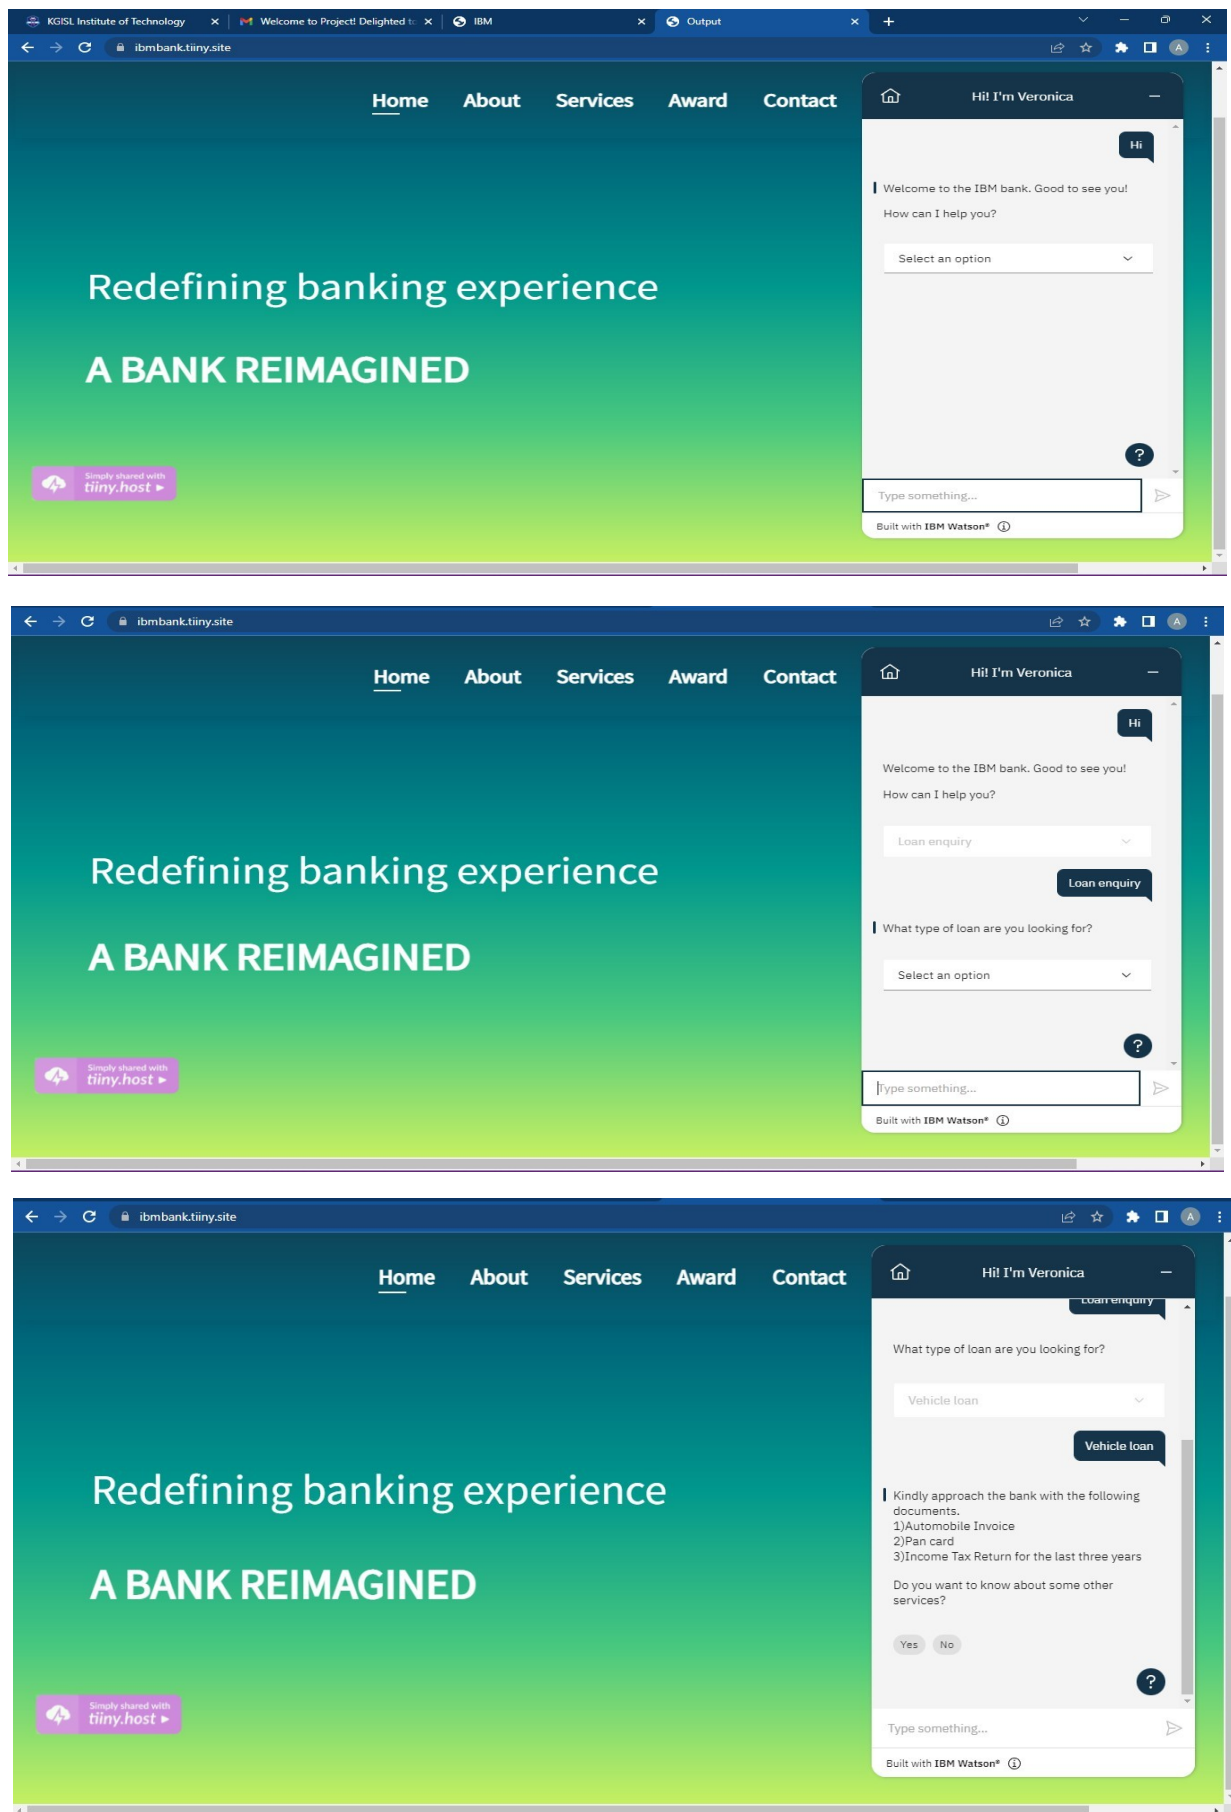 KGISL Institute of Technology
Welcome to Project! Delighted to
IBM
Output
ibmbank.tiiny.site
A
Home About Services Award Contact
Redefining banking experience
A BANK REIMAGINED
Simply shared with
tiiny.host ►
Hi! I'm Veronica
Hi
Welcome to the IBM bank. Good to see you!
How can I help you?
Select an option
?
Type something...
Built with IBM Watson®
ibmbank.tiiny.site
A
Home About Services Award Contact
Redefining banking experience
A BANK REIMAGINED
Simply shared with
tiiny.host ►
Hi! I'm Veronica
Hi
Welcome to the IBM bank. Good to see you!
How can I help you?
Loan enquiry
Loan enquiry
What type of loan are you looking for?
Select an option
?
Type something...
Built with IBM Watson®
ibmbank.tiiny.site
A
Home About Services Award Contact
Redefining banking experience
A BANK REIMAGINED
Simply shared with
tiiny.host ►
Hi! I'm Veronica
Loan enquiry
What type of loan are you looking for?
Vehicle loan
Vehicle loan
Kindly approach the bank with the following
documents.
1)Automobile Invoice
2)Pan card
3)Income Tax Return for the last three years
Do you want to know about some other
services?
Yes No
?
Type something...
Built with IBM Watson®